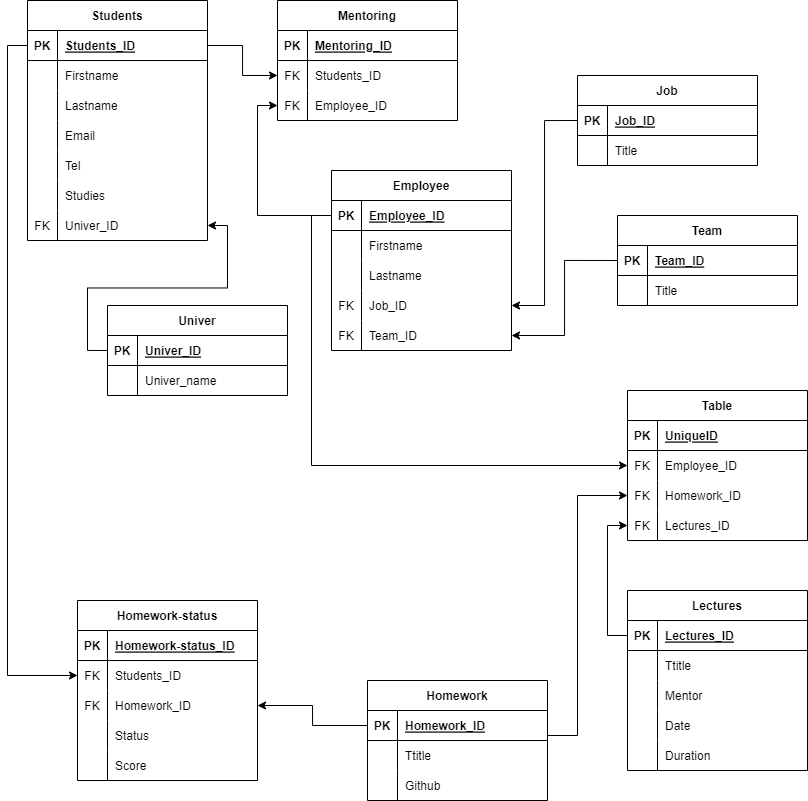 Students
PK Students_ID
Firstname
Lastname
Email
Tel
Studies
FK Univer_ID
Mentoring
PK Mentoring_ID
FK Students_ID
FK Employee_ID
Job
PK Job_ID
Title
Employee
PK Employee_ID
Firstname
Lastname
FK Job_ID
FK Team_ID
Team
PK Team_ID
Title
Univer
PK Univer_ID
Univer_name
Table
PK UniqueID
FK Employee_ID
FK Homework_ID
FK Lectures_ID
Homework-status
PK Homework-status_ID
FK Students_ID
FK Homework_ID
Status
Score
Homework
PK Homework_ID
Ttitle
Github
Lectures
PK Lectures_ID
Ttitle
Mentor
Date
Duration